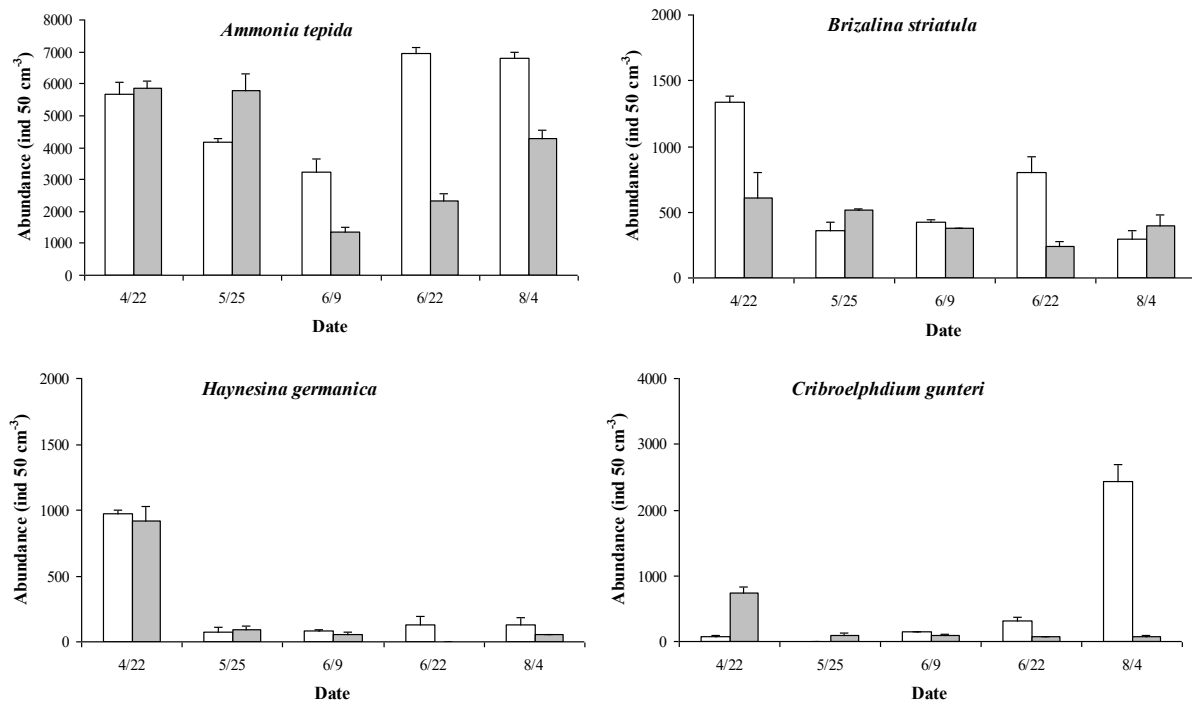 Ammonia tepida
Abundance (ind 50 cm-3)
8000
7000
6000
5000
4000
3000
2000
1000
0
4/22 5/25 6/9 6/22 8/4
Date
Brizalina striatula
Abundance (ind 50 cm-3)
2000
1500
1000
500
0
4/22 5/25 6/9 6/22 8/4
Date
Haynesina germanica
Abundance (ind 50 cm-3)
2000
1500
1000
500
0
4/22 5/25 6/9 6/22 8/4
Date
Cribroelphdium gunteri
Abundance (ind 50 cm-3)
4000
3000
2000
1000
0
4/22 5/25 6/9 6/22 8/4
Date